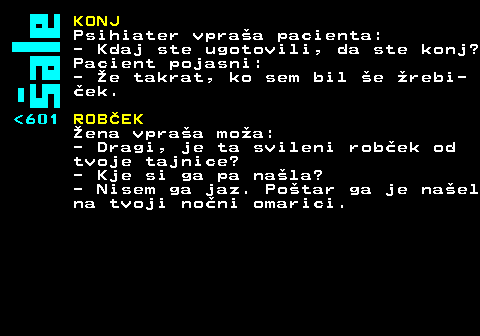 Šale
KONJ
Psihiater vpraša pacienta:
- Kdaj ste ugotovili, da ste konj?
Pacient pojasni:
- Že takrat, ko sem bil še žrebi-
ček.
<601 ROBČEK
Žena vpraša moža:
- Dragi, je ta svileni robček od
tvoje tajnice?
- Kje si ga pa našla?
- Nisem ga jaz. Poštar ga je našel
na tvoji nočni omarici.